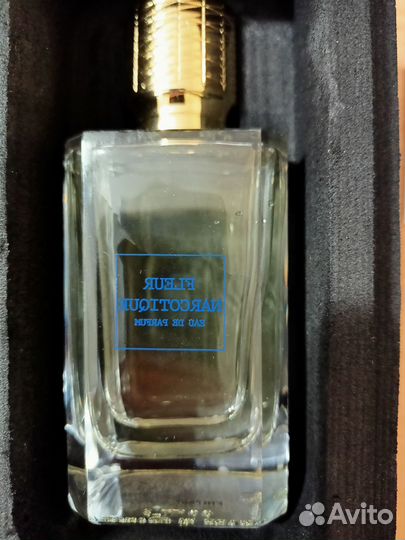 FLEUR
NARCOTIQUE
EAU DE PARFUM
Avito